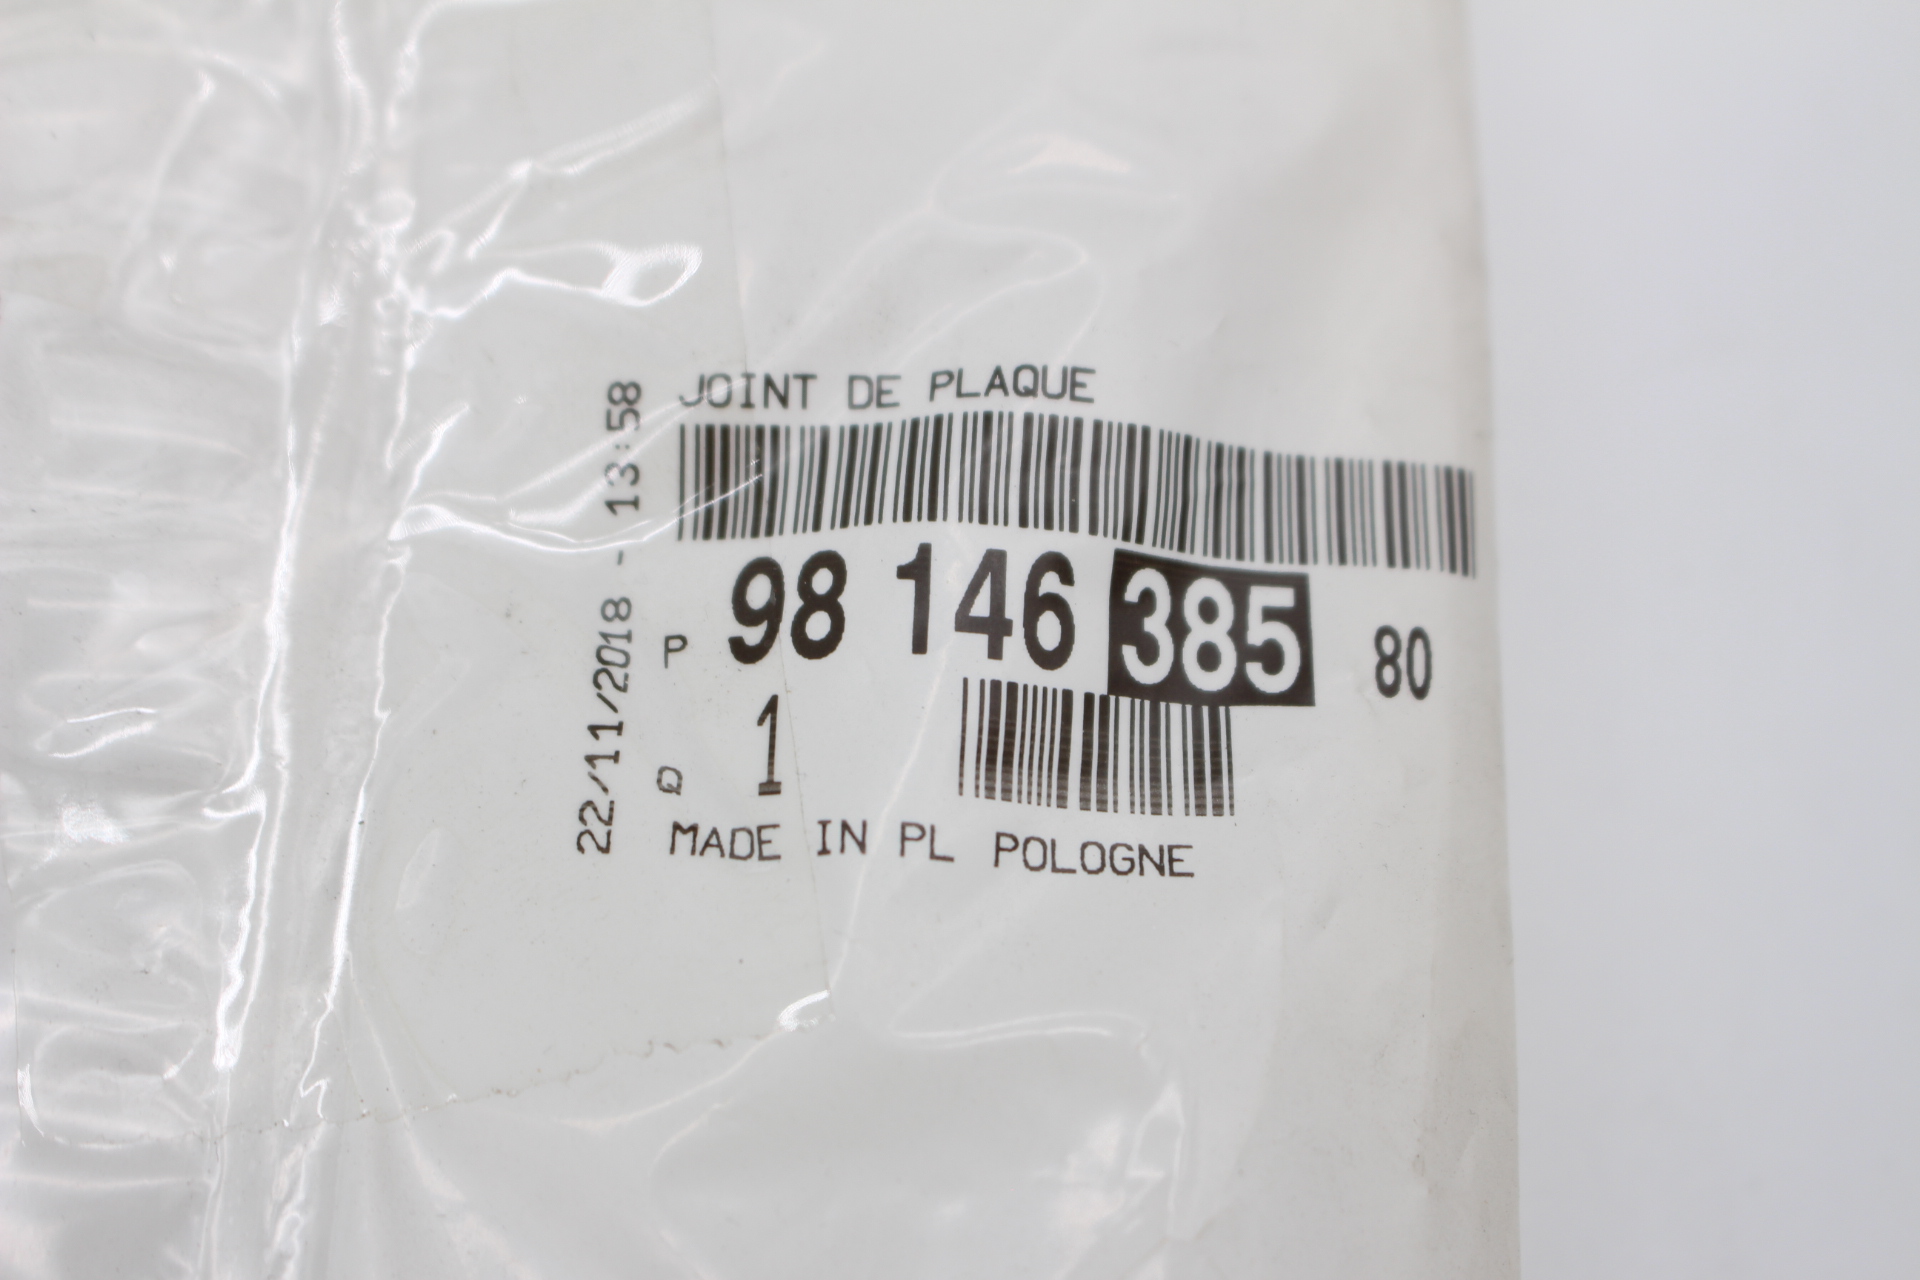 JOINT DE PLAQUE
P 98 146 385 80
Q 1
MADE IN PL POLOGNE
22/11/2018 - 13:58